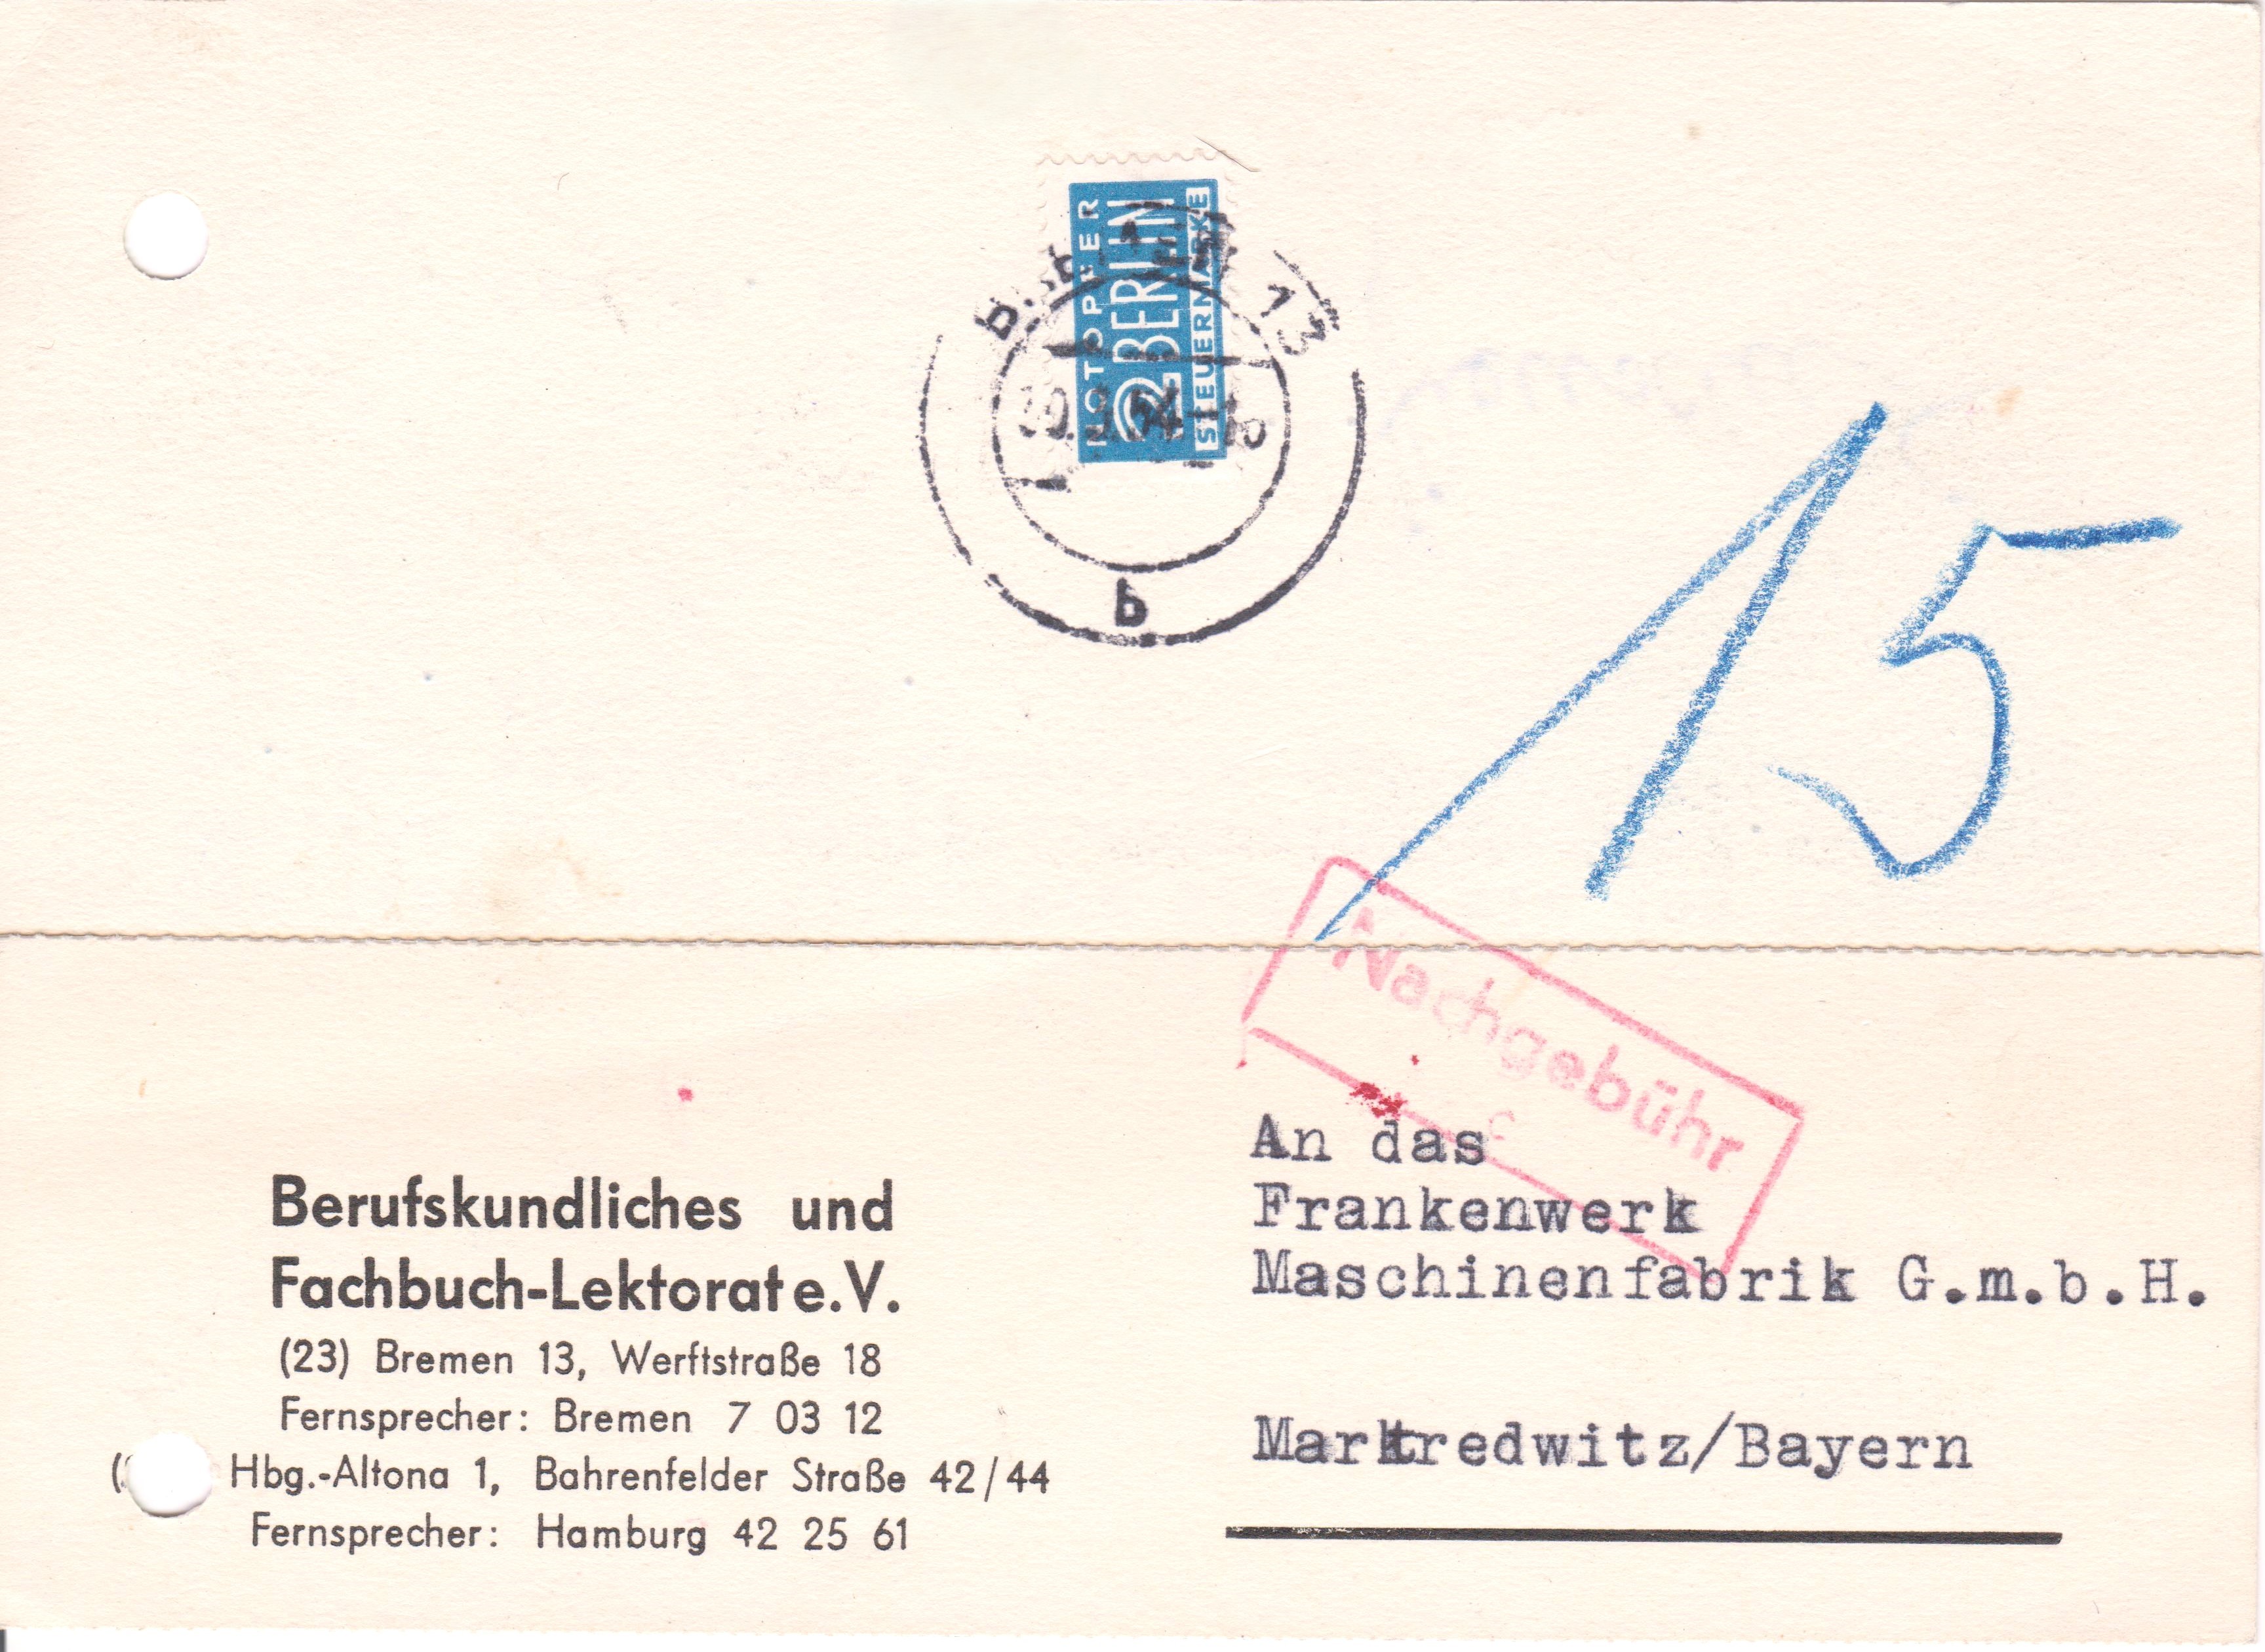 NOTOPFER
2 BERLIN
STEUERMARKE
13
b
15
Nachgebühr
Berufskundliches und
Fachbuch-Lektorat e.V.
(23) Bremen 13, Werftstraße 18
Fernsprecher: Bremen 7 03 12
Hbg.-Altona 1, Bahrenfelder Straße 42/44
Fernsprecher: Hamburg 42 25 61
An das
Frankenwerk
Maschinenfabrik G.m.b.H.
Marktredwitz/Bayern